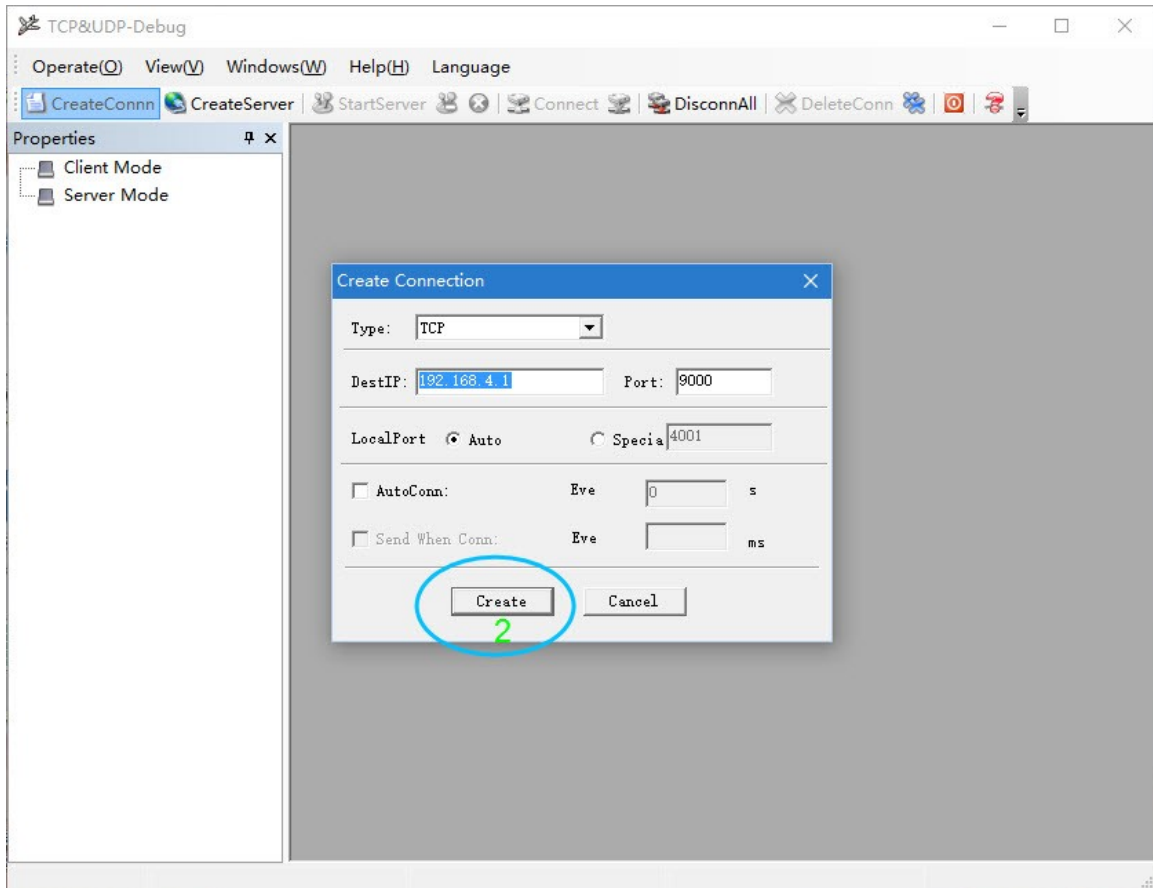 TCP&UDP-Debug
Operate(O) View(V) Windows(W) Help(H) Language
CreateConnn CreateServer StartServer Connect DisconnAll DeleteConn
Properties
Client Mode
Server Mode
Create Connection
Type: TCP
DestIP: 192.168.4.1 Port: 9000
LocalPort Auto Specia 4001
AutoConn: Eve 0 s
Send When Conn: Eve ms
Create Cancel
2